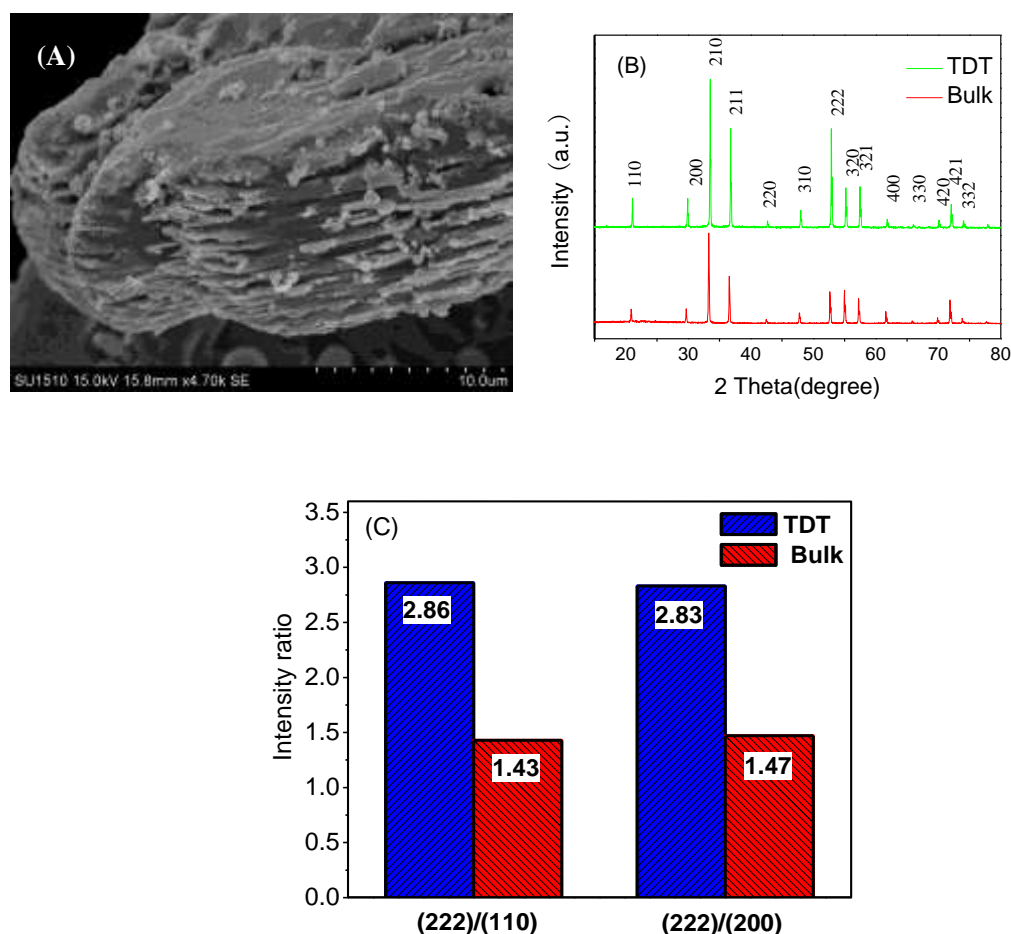 (A)
SU1510 15.0kV 15.8mm x4.70k SE 10.0um
(B)
TDT
Bulk
110
200
210
211
220
310
222
320
321
400
330
420
421
332
Intensity (a.u.)
20 30 40 50 60 70 80
2 Theta(degree)
(C)
TDT
Bulk
3.5
3.0
2.5
2.0
1.5
1.0
0.5
0.0
Intensity ratio
2.86
1.43
2.83
1.47
(222)/(110) (222)/(200)